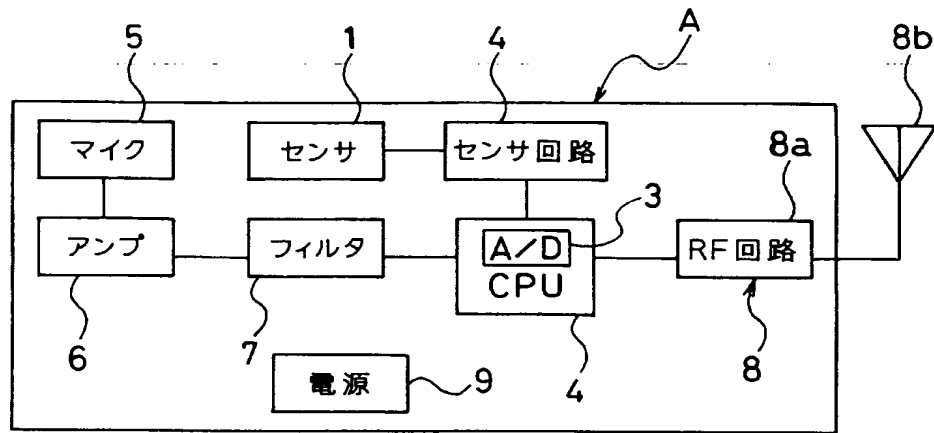 5 1 4 A 8b
マイク センサ センサ回路 8a
アンプ フィルタ A/D 3 RF回路
CPU
6 7 4 8
電源 9